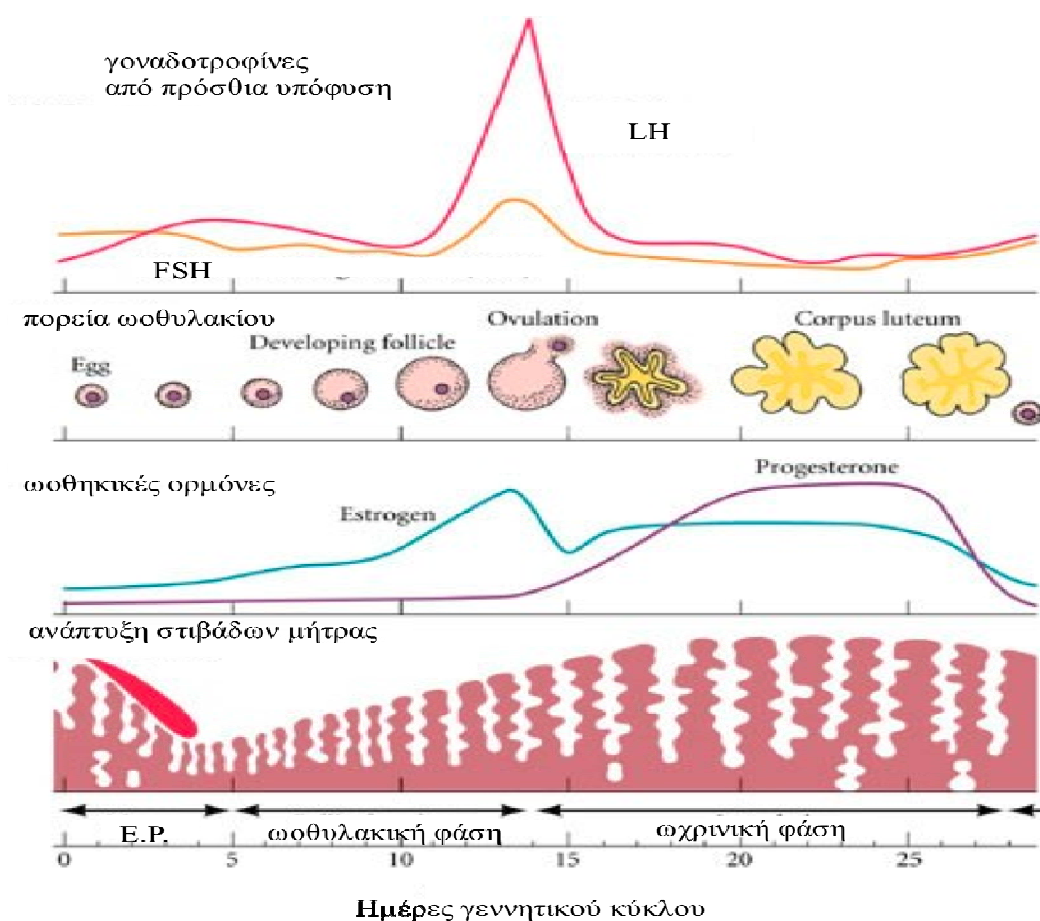 γοναδοτροφίνες
από πρόσθια υπόφυση
LH
FSH
πορεία ωοθυλακίου
Ovulation
Corpus luteum
Developing follicle
Egg
Progesterone
ωοθηκικές ορμόνες
Estrogen
ανάπτυξη στιβάδων μήτρας
Ε.Ρ.
ωοθυλακική φάση
ωχρινική φάση
0 5 10 15 20 25
Ημέρες γεννητικού κύκλου